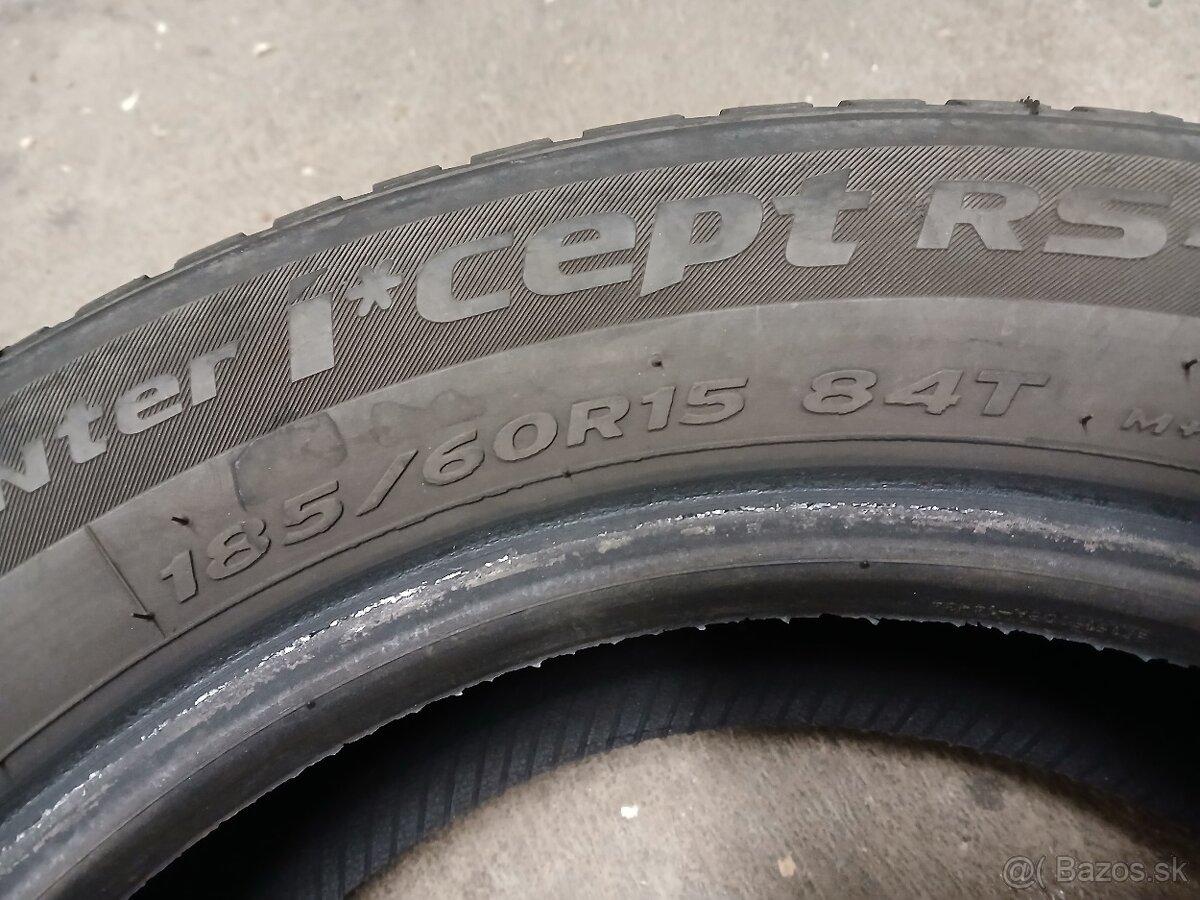 nter i*cept RS
185/60R15 84T M+
@( Bazos.sk